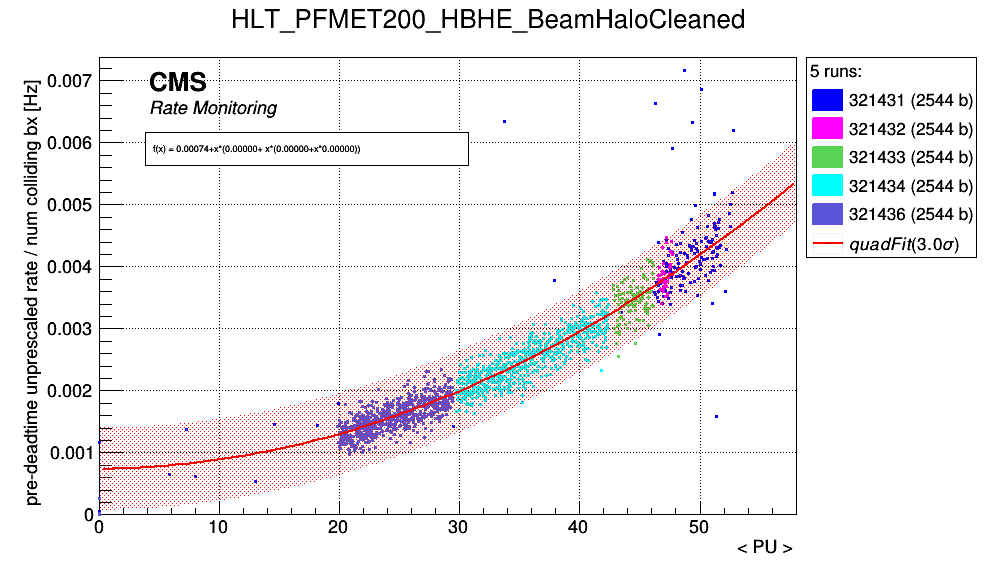 HLT_PFMET200_HBHE_BeamHaloCleaned
pre-deadtime unprescaled rate / num colliding bx [Hz]
0.007
0.006
0.005
0.004
0.003
0.002
0.001
0
CMS
Rate Monitoring
f(x) = 0.00074+x*(0.00000+ x*(0.00000+x*0.00000))
0
10
20
30
40
50
< PU >
5 runs:
321431 (2544 b)
321432 (2544 b)
321433 (2544 b)
321434 (2544 b)
321436 (2544 b)
quadFit(3.0σ)